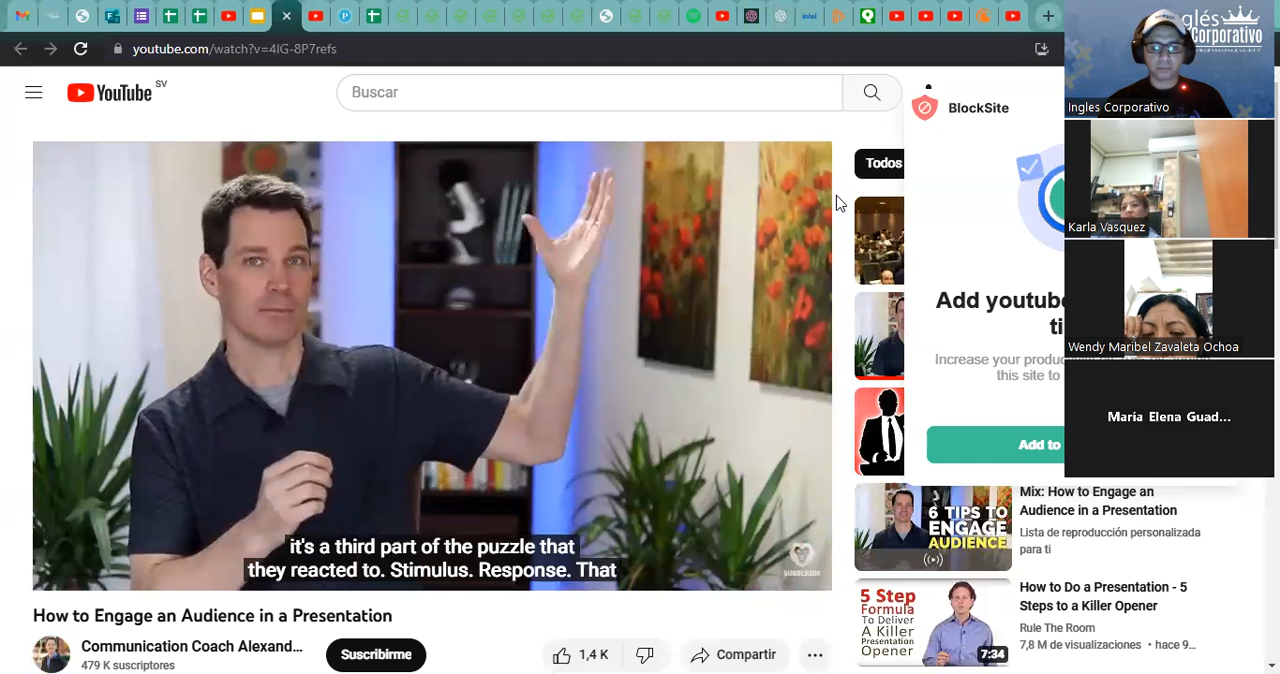 intel
youtube.com/watch?v=4lG-8P7refs
YouTube SV
Buscar
BlockSite
Todos
Add youtube
ti
Increase your produc
this site to
Add to
glés
Corporativo
Ingles Corporativo
Karla Vasquez
Wendy Maribel Zavaleta Ochoa
María Elena Guad...
it's a third part of the puzzle that
they reacted to. Stimulus. Response. That
SUBSCRIBE
How to Engage an Audience in a Presentation
Communication Coach Alexand...
479 K suscriptores
Suscribirme
1,4 K
Compartir
6 TIPS TO
ENGAGE
AUDIENCE
Mix: How to Engage an
Audience in a Presentation
Lista de reproducción personalizada
para ti
5 Step
Formula
To Deliver
A Killer
Presentation
Opener
7:34
How to Do a Presentation - 5
Steps to a Killer Opener
Rule The Room
7,8 M de visualizaciones • hace 9...